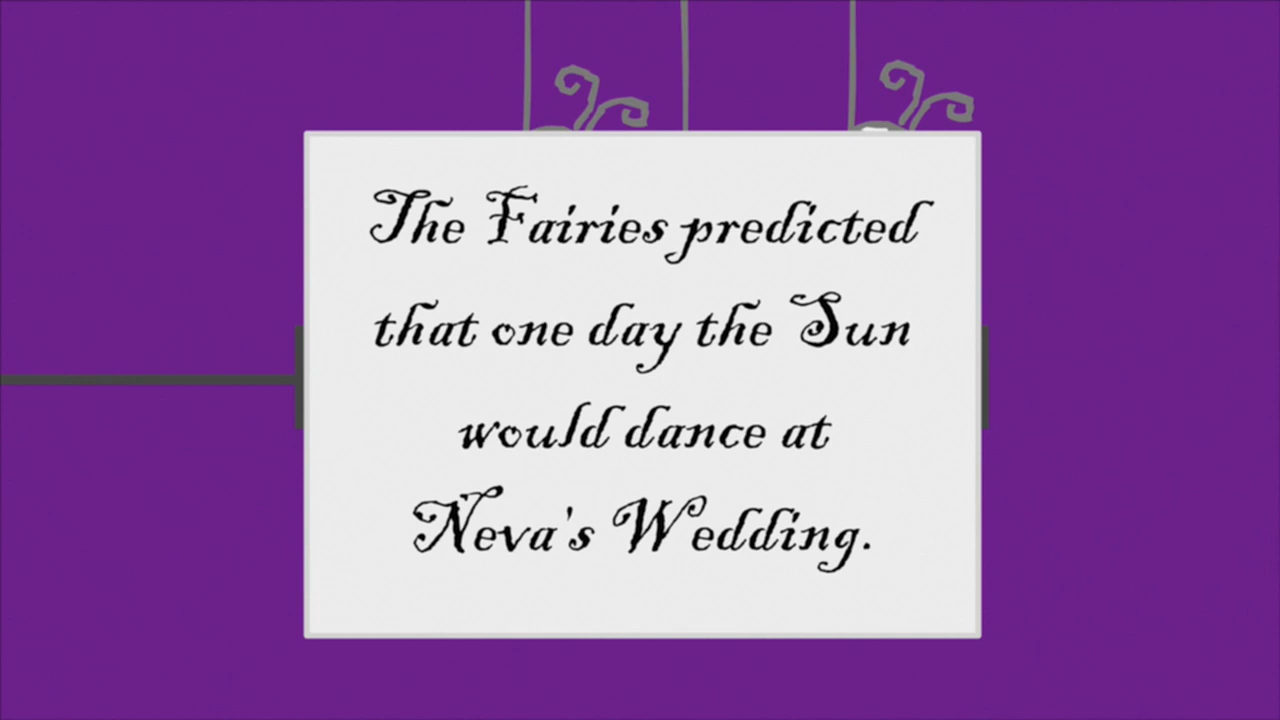 The Fairies predicted
that one day the Sun
would dance at
Neva's Wedding.